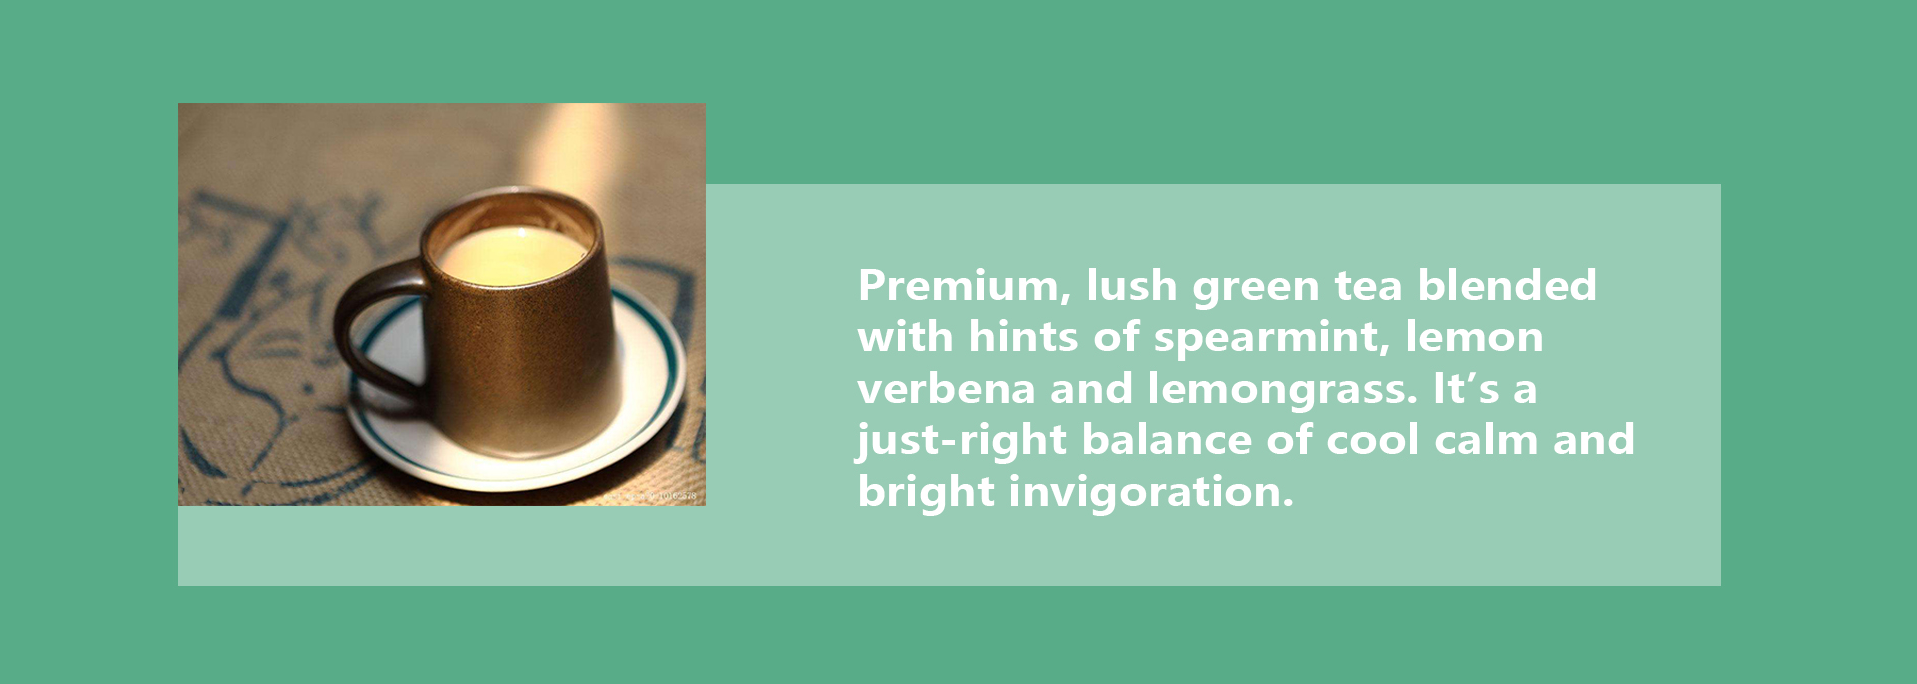 Premium, lush green tea blended
with hints of spearmint, lemon
verbena and lemongrass. It’s a
just-right balance of cool calm and
bright invigoration.